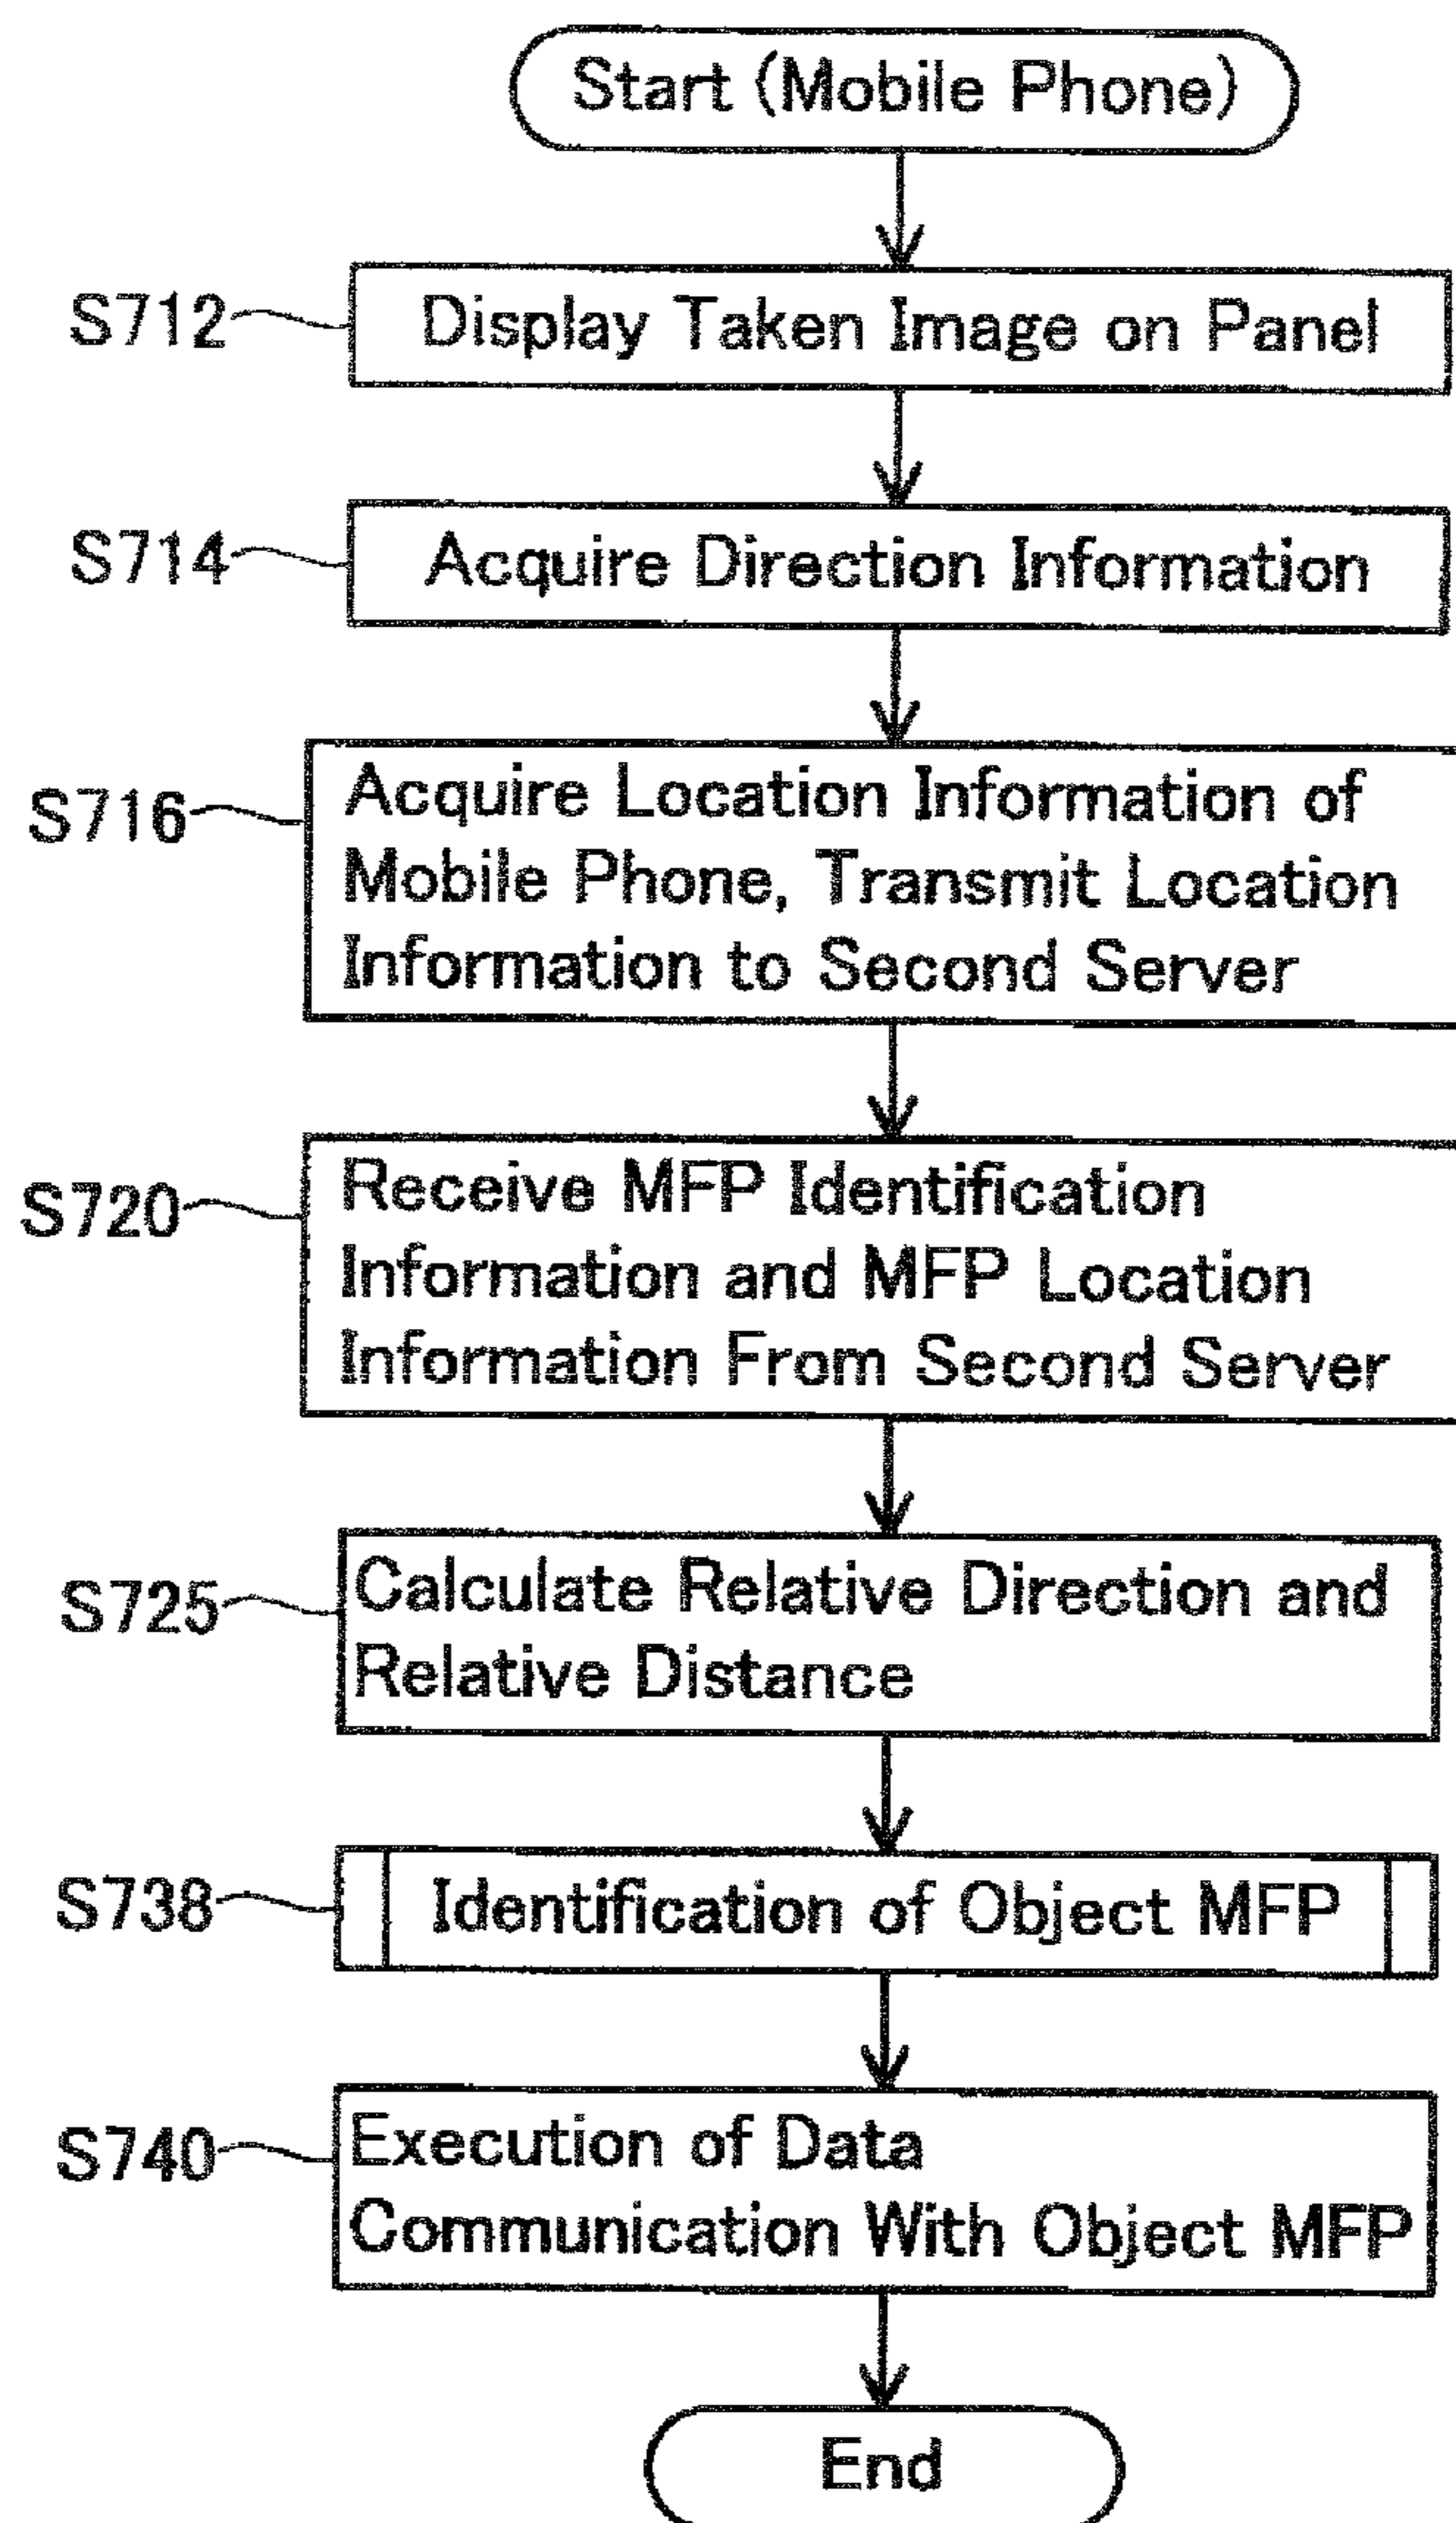 Start (Mobile Phone)
S712
Display Taken Image on Panel
S714
Acquire Direction Information
S716
Acquire Location Information of
Mobile Phone, Transmit Location
Information to Second Server
S720
Receive MFP Identification
Information and MFP Location
Information From Second Server
S725
Calculate Relative Direction and
Relative Distance
S738
Identification of Object MFP
S740
Execution of Data
Communication With Object MFP
End